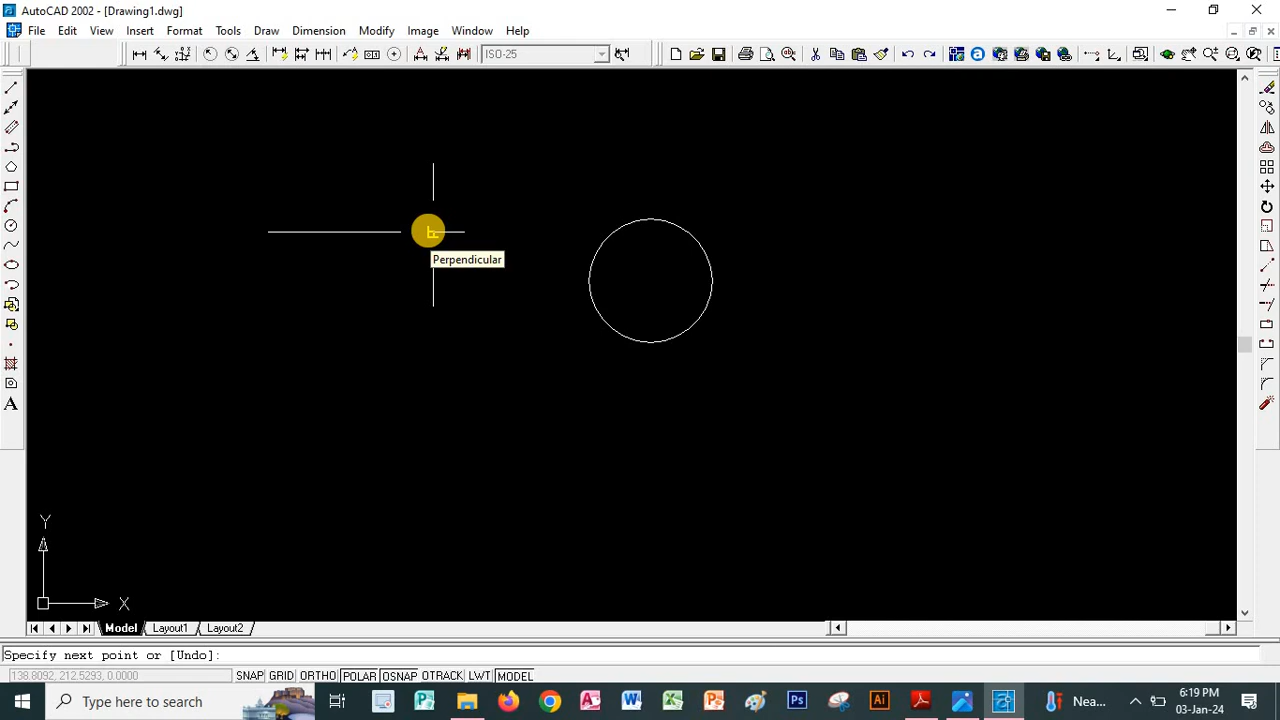 AutoCAD 2002 - [Drawing1.dwg]
File Edit View Insert Format Tools Draw Dimension Modify Image Window Help
ISO-25
Perpendicular
Y
X
Model Layout1 Layout2
Specify next point or [Undo]:
138.8092, 212.5293, 0.0000 SNAP GRID ORTHO POLAR OSNAP OTRACK LWT MODEL
Type here to search
Nea...
6:19 PM
03-Jan-24